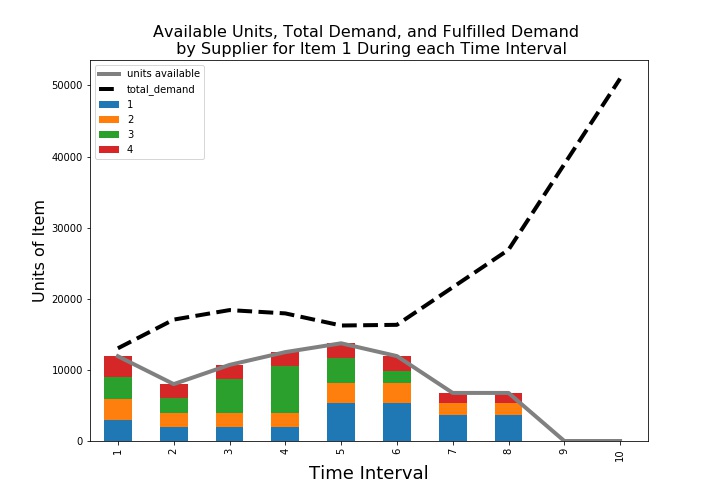 Available Units, Total Demand, and Fulfilled Demand
by Supplier for Item 1 During each Time Interval
units available
total_demand
1
2
3
4
Units of Item
50000
40000
30000
20000
10000
0
1 2 3 4 5 6 7 8 9 10
Time Interval